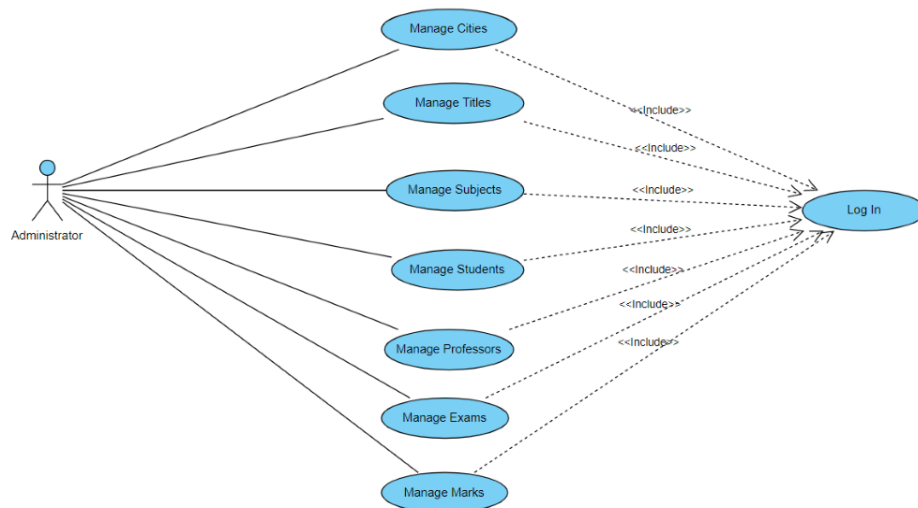 Manage Cities
<<Include>>
Manage Titles
<<Include>>
Manage Subjects
<<Include>>
Log In
Administrator
<<Include>>
Manage Students
<<Include>>
<<Include>>
Manage Professors
<<Include>>
Manage Exams
Manage Marks